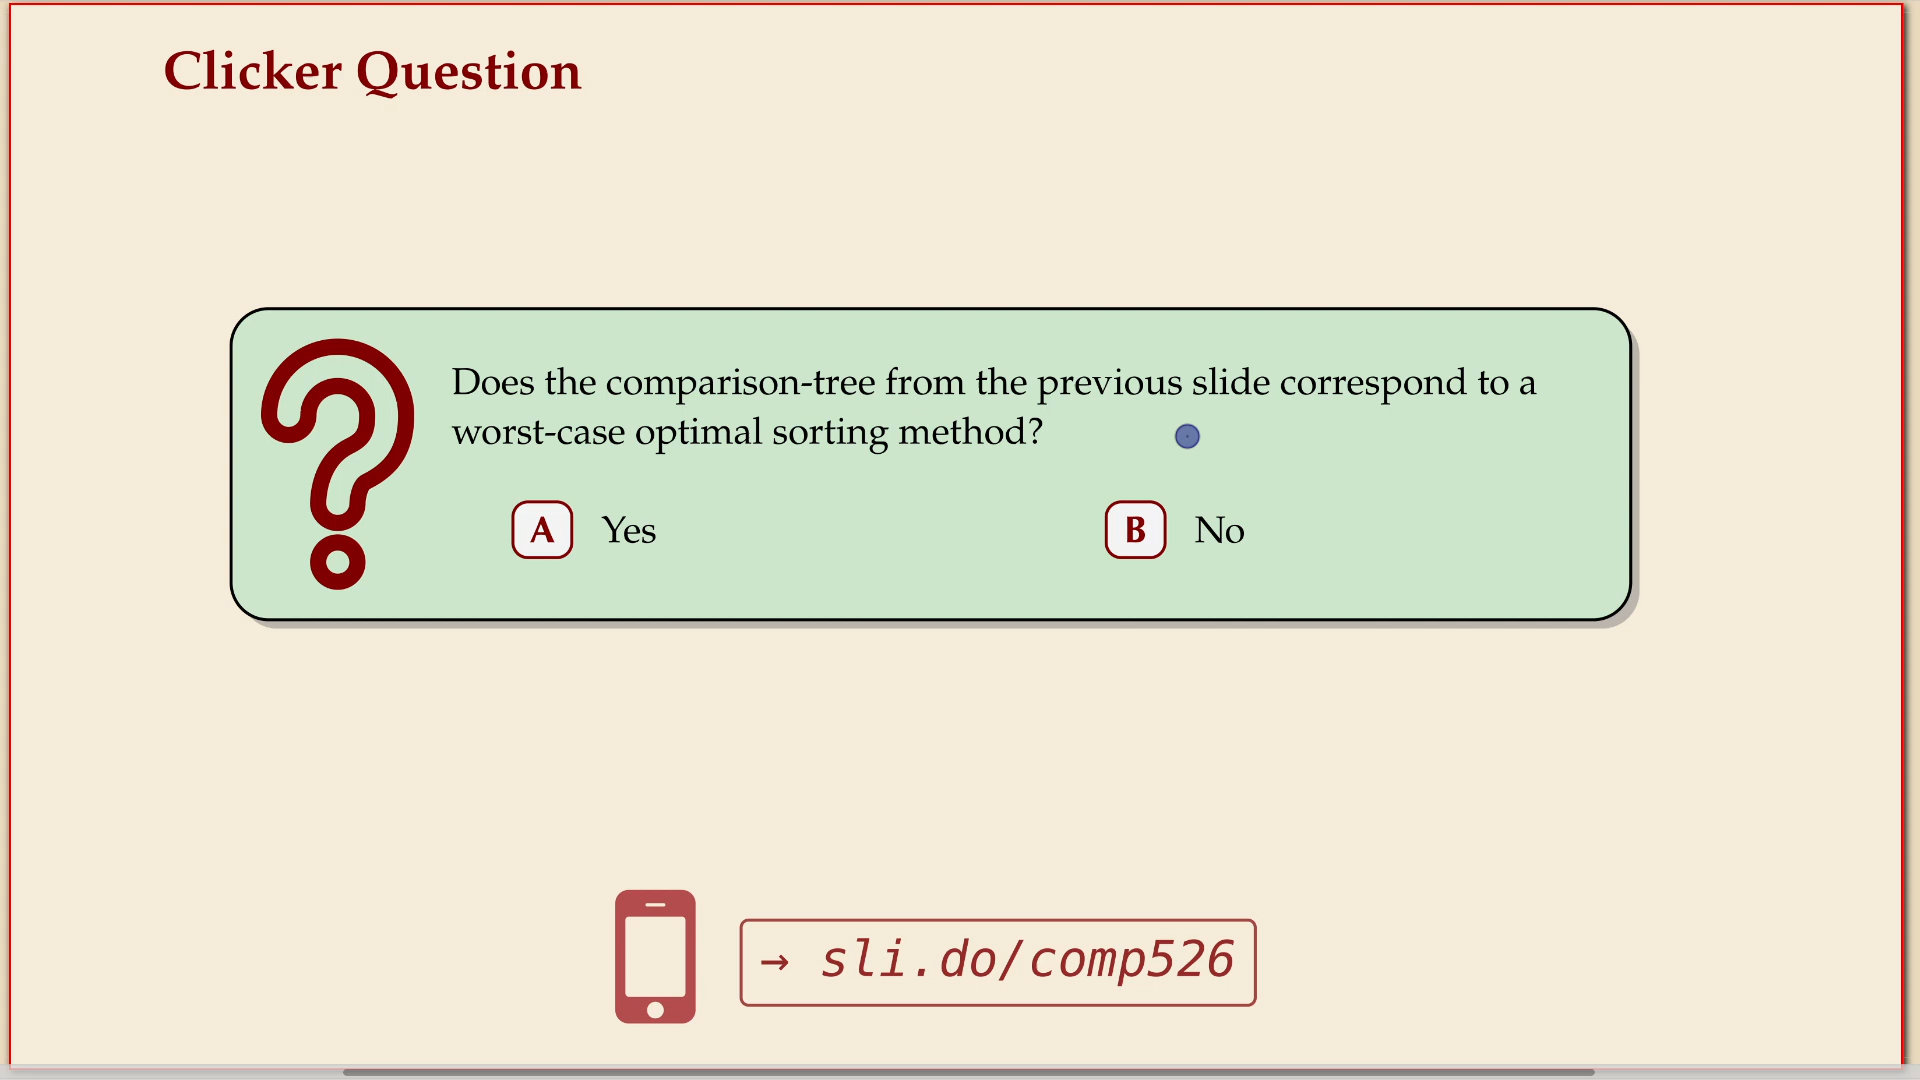 Clicker Question
Does the comparison-tree from the previous slide correspond to a
worst-case optimal sorting method?
A Yes
B No
→ sli.do/comp526